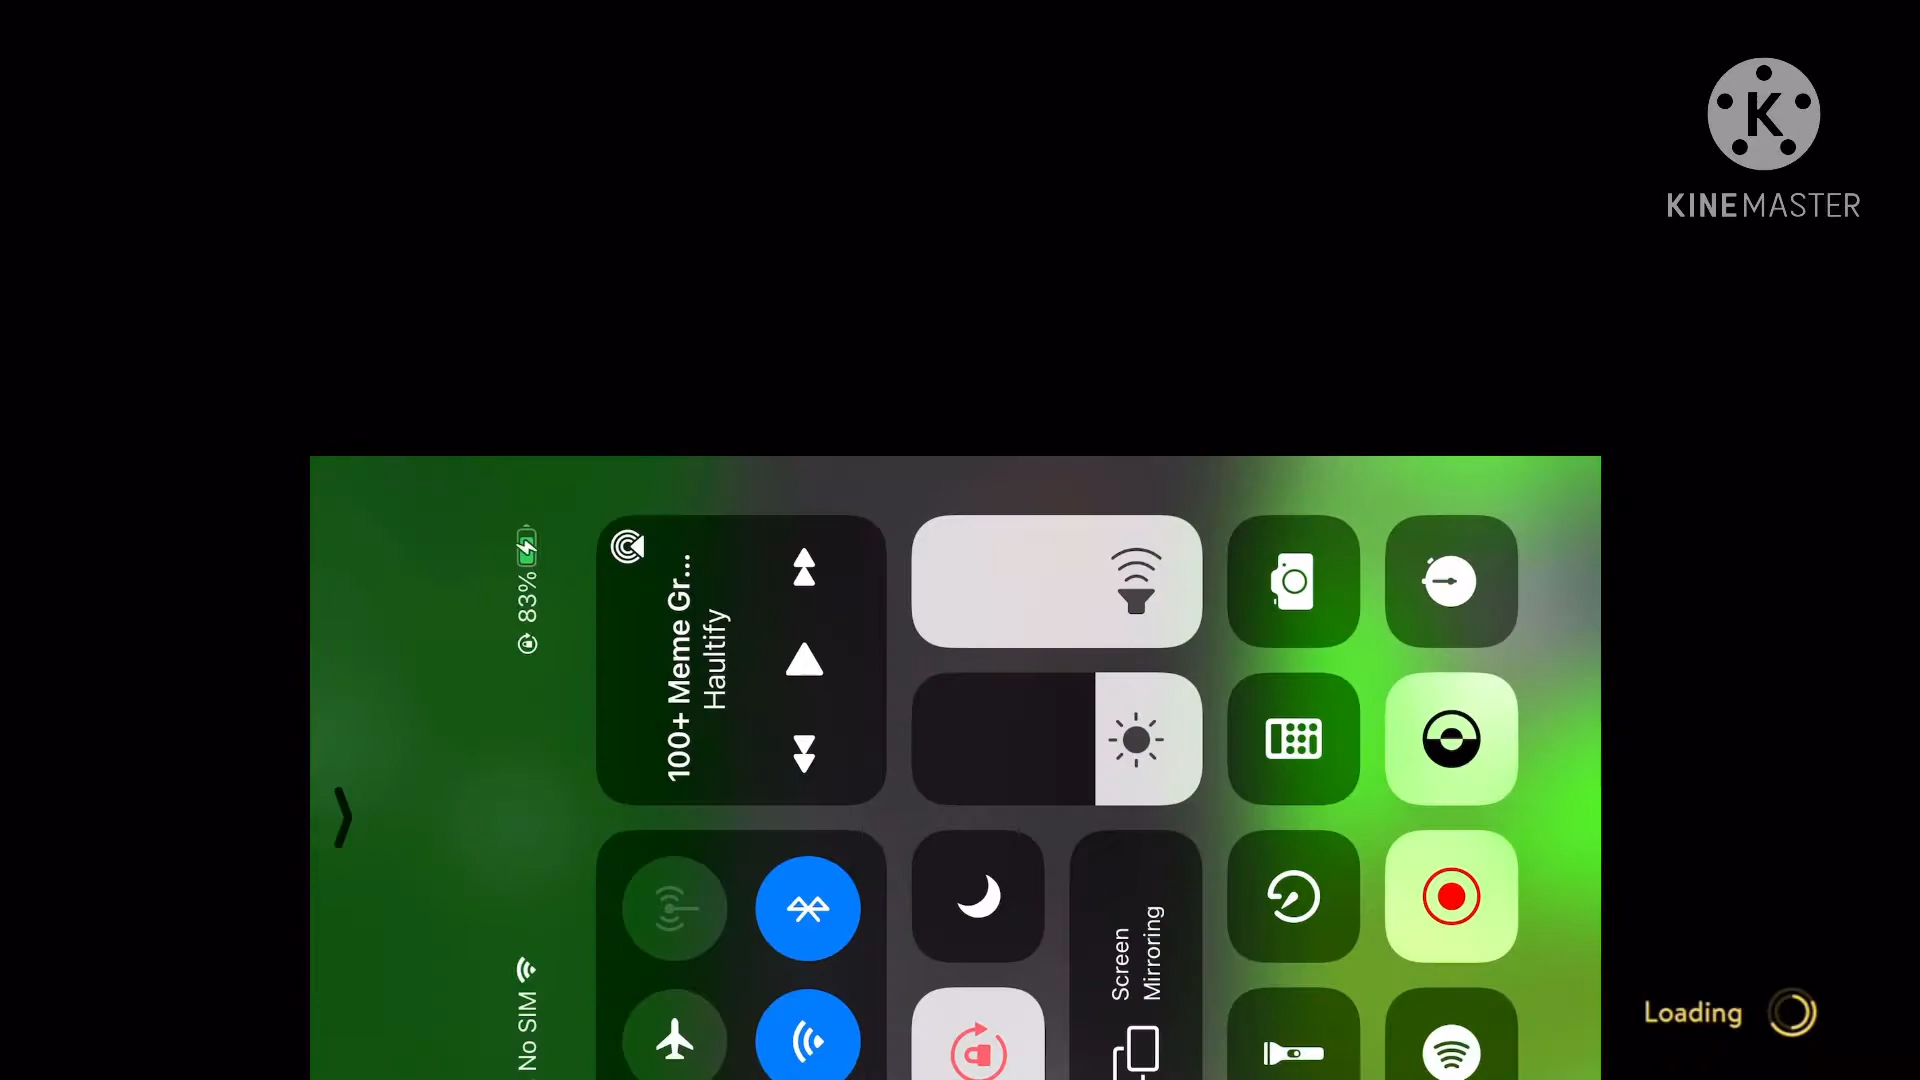 KINEMASTER
83%
100+ Meme Gr...
Haultify
Screen
Mirroring
No SIM
Loading